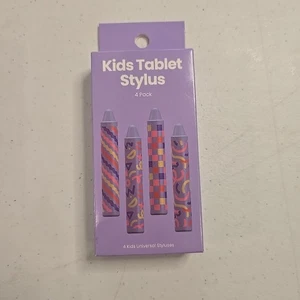 Kids Tablet
Stylus
4 Pack
4 Kids Universal Styluses